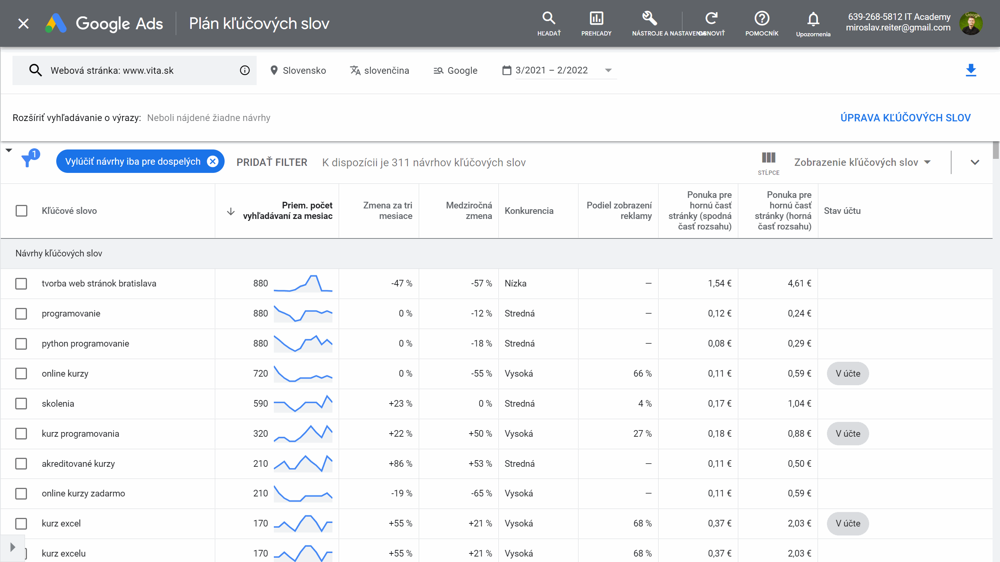 Google Ads
Plán kľúčových slov
HĽADAŤ
PREHĽADY
NÁSTROJE A NASTAVENIA
OBNOVIŤ
POMOCNÍK
Upozornenia
639-268-5812 IT Academy
miroslav.reiter@gmail.com
Google
Webová stránka: www.vita.sk
Slovensko
slovenčina
Google
3/2021 – 2/2022
Rozšíriť vyhľadávanie o výrazy: Neboli nájdené žiadne návrhy
ÚPRAVA KĽÚČOVÝCH SLOV
1
Vylúčiť návrhy iba pre dospelých
PRIDAŤ FILTER
K dispozícii je 311 návrhov kľúčových slov
STĹPCE
Zobrazenie kľúčových slov
Kľúčové slovo
Priem. počet
vyhľadávaní za mesiac
Zmena za tri
mesiace
Medziročná
zmena
Konkurencia
Podiel zobrazení
reklamy
Ponuka pre
hornú časť
stránky (spodná
časť rozsahu)
Ponuka pre
hornú časť
stránky (horná
časť rozsahu)
Stav účtu
Návrhy kľúčových slov
tvorba web stránok bratislava 880 -47 % -57 % Nízka — 1,54 € 4,61 €
programovanie 880 0 % -12 % Stredná — 0,12 € 0,24 €
python programovanie 880 0 % -18 % Stredná — 0,08 € 0,29 €
online kurzy 720 0 % -55 % Vysoká 66 % 0,11 € 0,59 € V účte
skolenia 590 +23 % 0 % Stredná 4 % 0,17 € 1,04 €
kurz programovania 320 +22 % +50 % Vysoká 27 % 0,18 € 0,88 € V účte
akreditované kurzy 210 +86 % +53 % Stredná — 0,11 € 0,50 €
online kurzy zadarmo 210 -19 % -65 % Vysoká — 0,11 € 0,59 €
kurz excel 170 +55 % +21 % Vysoká 68 % 0,37 € 2,03 € V účte
kurz excelu 170 +55 % +21 % Vysoká 68 % 0,37 € 2,03 €